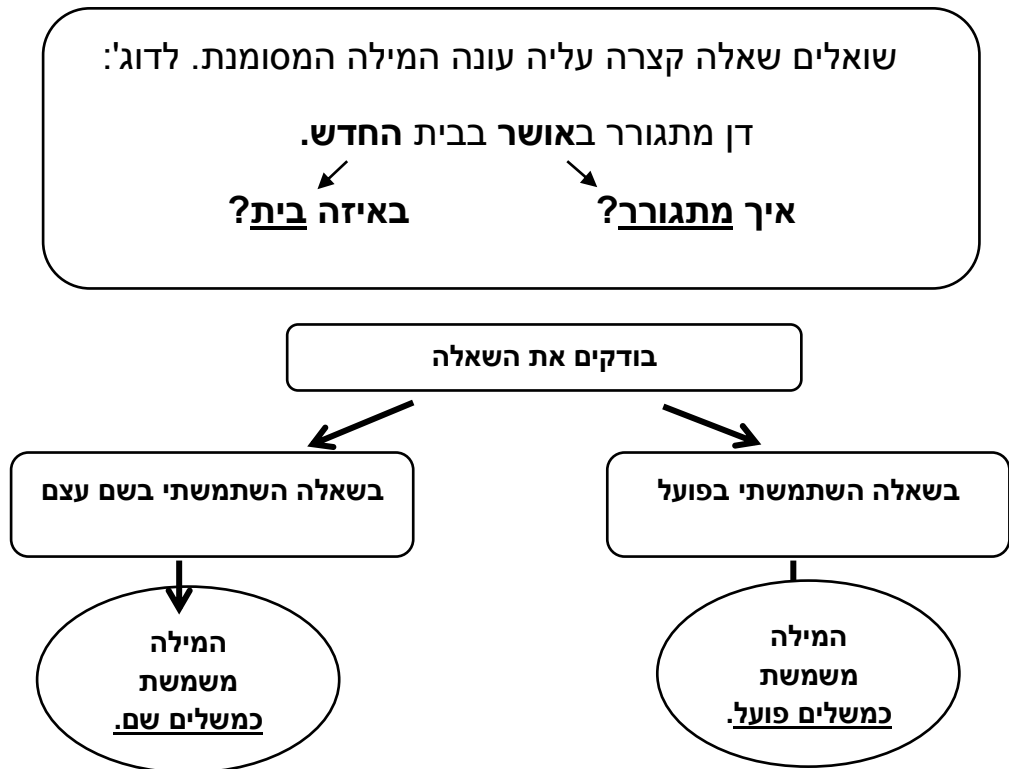 שואלים שאלה קצרה עליה עונה המילה המסומנת. לדוג':
דן מתגורר באושר בבית החדש.
איך מתגורר?
באיזה בית?
בודקים את השאלה
בשאלה השתמשתי בפועל
בשאלה השתמשתי בשם עצם
המילה
משמשת
כמשלים פועל.
המילה
משמשת
כמשלים שם.